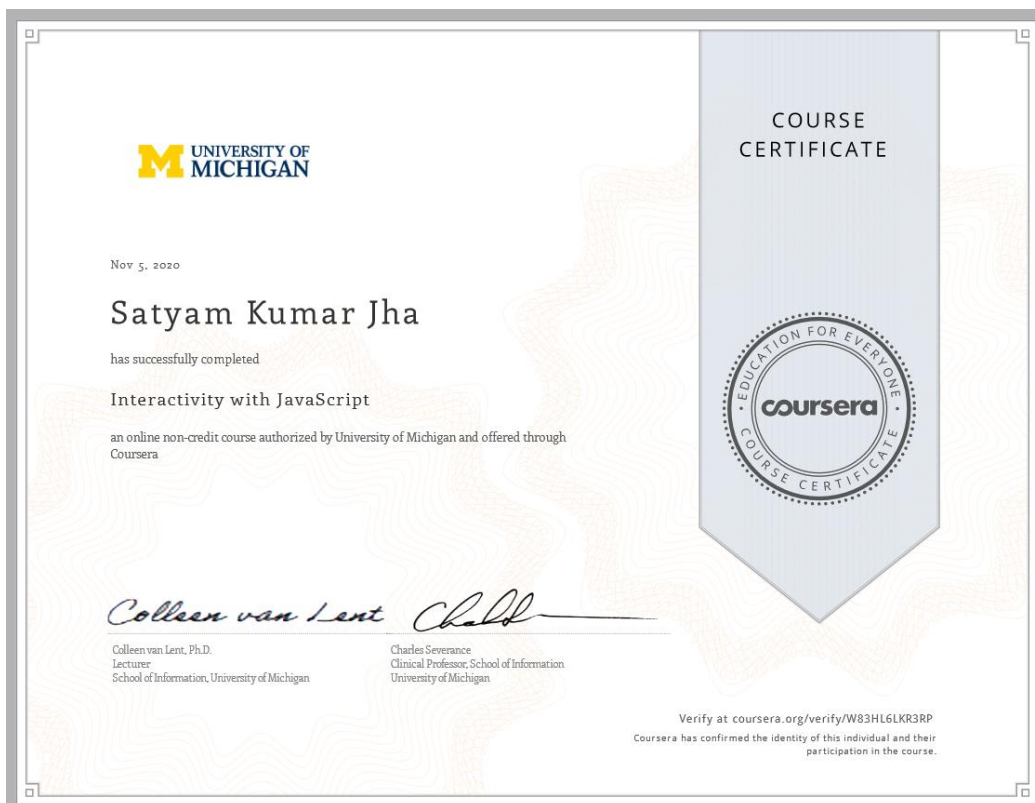 UNIVERSITY OF
MICHIGAN
Nov 5, 2020
Satyam Kumar Jha
has successfully completed
Interactivity with JavaScript
an online non-credit course authorized by University of Michigan and offered through
Coursera
Colleen van Lent
Colleen van Lent, Ph.D.
Lecturer
School of Information, University of Michigan
Charles Severance
Clinical Professor, School of Information
University of Michigan
COURSE
CERTIFICATE
EDUCATION FOR EVERYONE
coursera
COURSE CERTIFICATE
Verify at coursera.org/verify/W83HL6LKR3RP
Coursera has confirmed the identity of this individual and their
participation in the course.